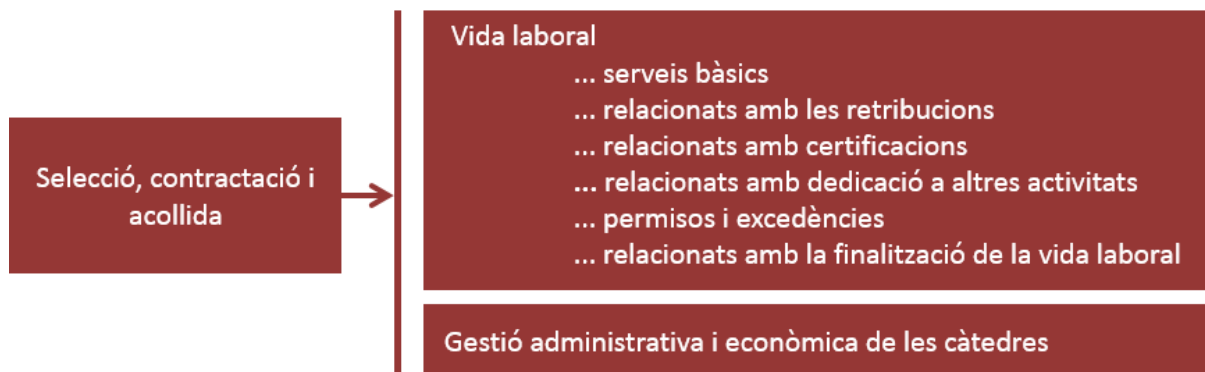 Selecció, contractació i
acollida
Vida laboral
... serveis bàsics
... relacionats amb les retribucions
... relacionats amb certificacions
... relacionats amb dedicació a altres activitats
... permisos i excedències
... relacionats amb la finalització de la vida laboral
Gestió administrativa i econòmica de les càtedres